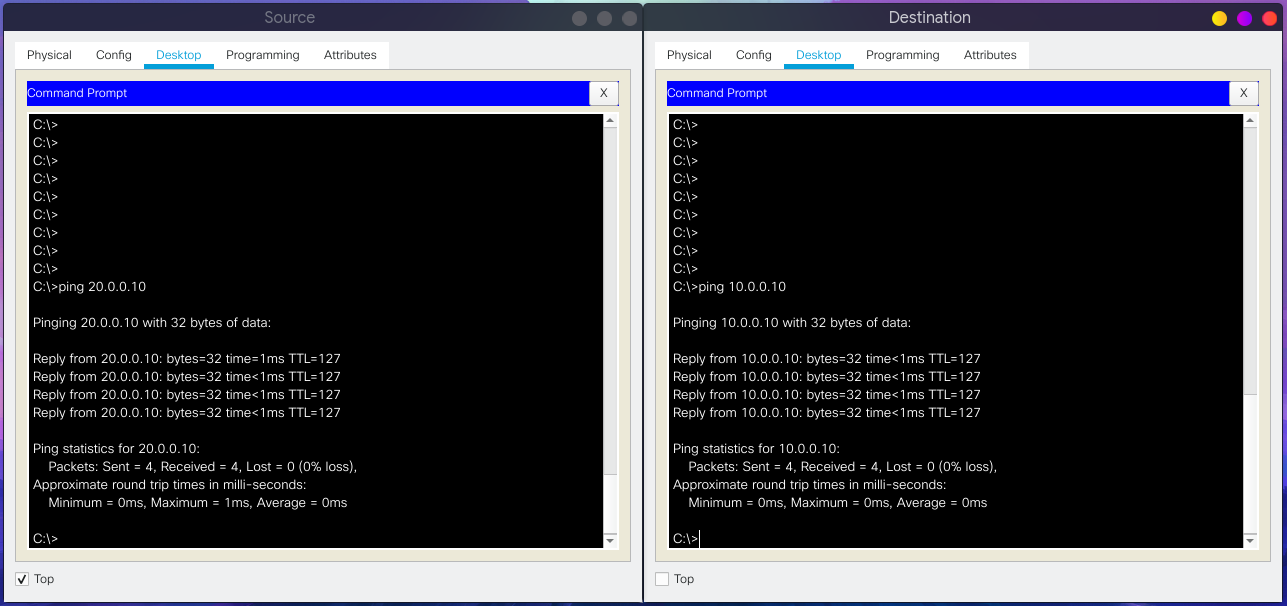 Source
Physical Config Desktop Programming Attributes
Command Prompt X
C:\>
C:\>
C:\>
C:\>
C:\>
C:\>
C:\>
C:\>
C:\>
C:\>ping 20.0.0.10
Pinging 20.0.0.10 with 32 bytes of data:
Reply from 20.0.0.10: bytes=32 time=1ms TTL=127
Reply from 20.0.0.10: bytes=32 time<1ms TTL=127
Reply from 20.0.0.10: bytes=32 time<1ms TTL=127
Reply from 20.0.0.10: bytes=32 time<1ms TTL=127
Ping statistics for 20.0.0.10:
Packets: Sent = 4, Received = 4, Lost = 0 (0% loss),
Approximate round trip times in milli-seconds:
Minimum = 0ms, Maximum = 1ms, Average = 0ms
C:\>
Top
Destination
Physical Config Desktop Programming Attributes
Command Prompt X
C:\>
C:\>
C:\>
C:\>
C:\>
C:\>
C:\>
C:\>
C:\>
C:\>ping 10.0.0.10
Pinging 10.0.0.10 with 32 bytes of data:
Reply from 10.0.0.10: bytes=32 time<1ms TTL=127
Reply from 10.0.0.10: bytes=32 time<1ms TTL=127
Reply from 10.0.0.10: bytes=32 time<1ms TTL=127
Reply from 10.0.0.10: bytes=32 time<1ms TTL=127
Ping statistics for 10.0.0.10:
Packets: Sent = 4, Received = 4, Lost = 0 (0% loss),
Approximate round trip times in milli-seconds:
Minimum = 0ms, Maximum = 0ms, Average = 0ms
C:\>
Top